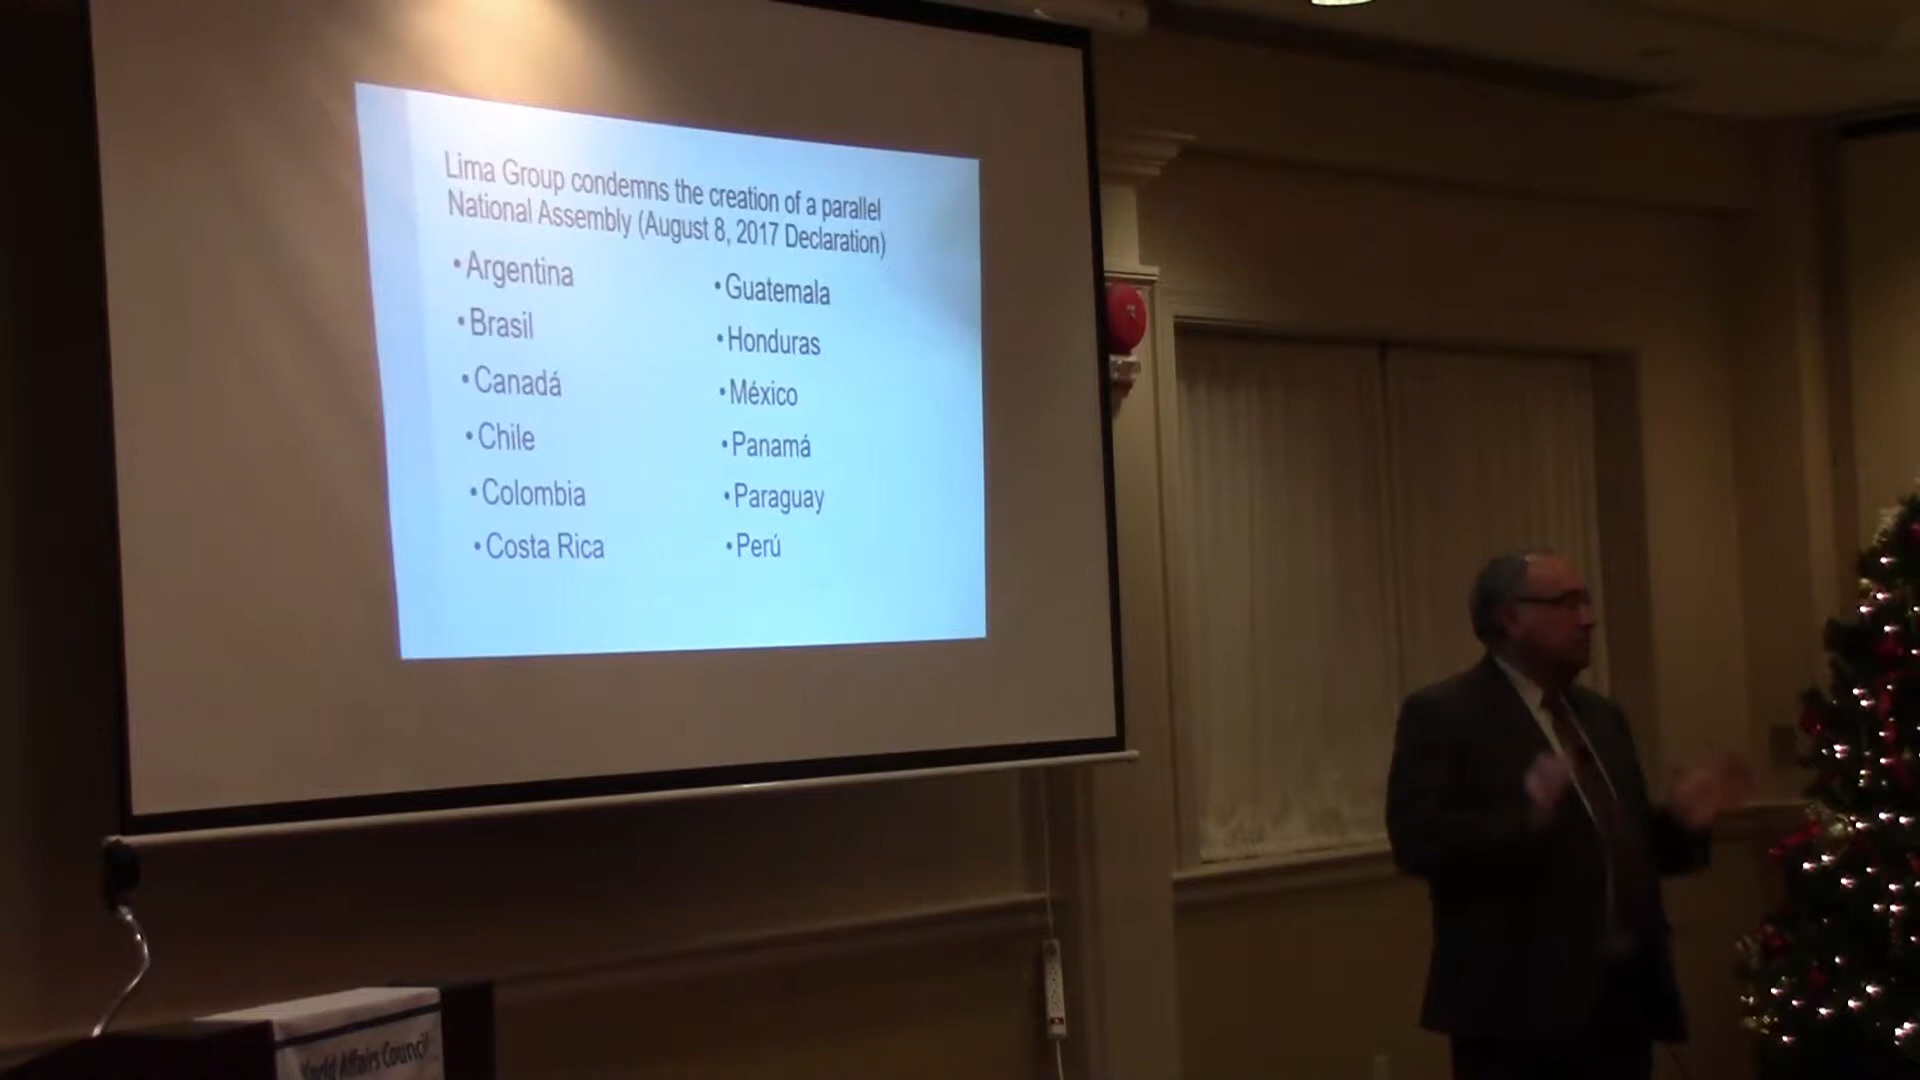 Lima Group condemns the creation of a parallel
National Assembly (August 8, 2017 Declaration)
• Argentina
• Brasil
• Canadá
• Chile
• Colombia
• Costa Rica
• Guatemala
• Honduras
• México
• Panamá
• Paraguay
• Perú
World Affairs Council